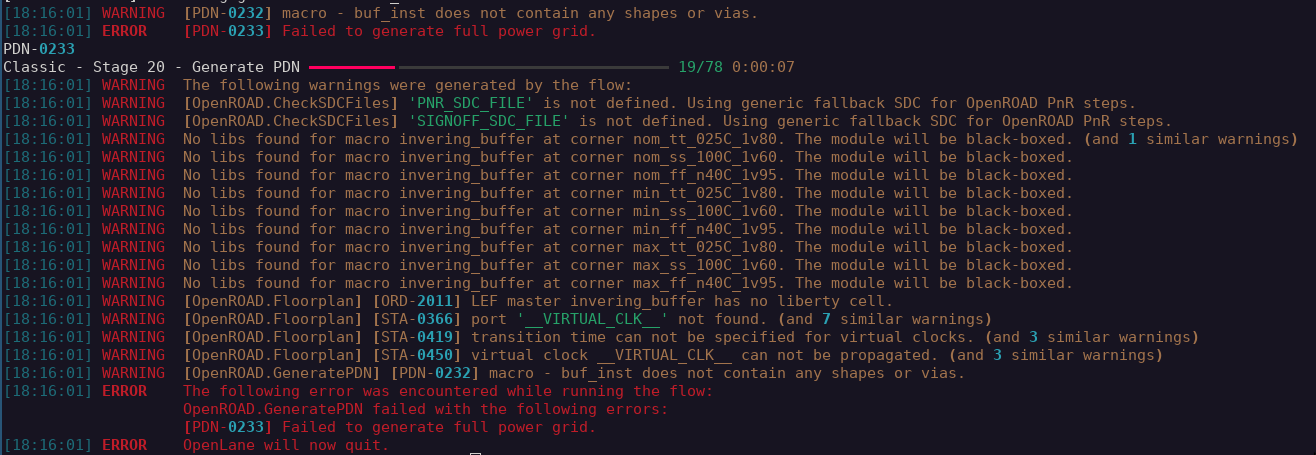 [18:16:01] WARNING [PDN-0232] macro - buf_inst does not contain any shapes or vias.
[18:16:01] ERROR [PDN-0233] Failed to generate full power grid.
PDN-0233
Classic - Stage 20 - Generate PDN 19/78 0:00:07
[18:16:01] WARNING The following warnings were generated by the flow:
[18:16:01] WARNING [OpenROAD.CheckSDCFiles] 'PNR_SDC_FILE' is not defined. Using generic fallback SDC for OpenROAD PnR steps.
[18:16:01] WARNING [OpenROAD.CheckSDCFiles] 'SIGNOFF_SDC_FILE' is not defined. Using generic fallback SDC for OpenROAD PnR steps.
[18:16:01] WARNING No libs found for macro invering_buffer at corner nom_tt_025C_1v80. The module will be black-boxed. (and 1 similar warnings)
[18:16:01] WARNING No libs found for macro invering_buffer at corner nom_ss_100C_1v60. The module will be black-boxed.
[18:16:01] WARNING No libs found for macro invering_buffer at corner nom_ff_n40C_1v95. The module will be black-boxed.
[18:16:01] WARNING No libs found for macro invering_buffer at corner min_tt_025C_1v80. The module will be black-boxed.
[18:16:01] WARNING No libs found for macro invering_buffer at corner min_ss_100C_1v60. The module will be black-boxed.
[18:16:01] WARNING No libs found for macro invering_buffer at corner min_ff_n40C_1v95. The module will be black-boxed.
[18:16:01] WARNING No libs found for macro invering_buffer at corner max_tt_025C_1v80. The module will be black-boxed.
[18:16:01] WARNING No libs found for macro invering_buffer at corner max_ss_100C_1v60. The module will be black-boxed.
[18:16:01] WARNING No libs found for macro invering_buffer at corner max_ff_n40C_1v95. The module will be black-boxed.
[18:16:01] WARNING [OpenROAD.Floorplan] [ORD-2011] LEF master invering_buffer has no liberty cell.
[18:16:01] WARNING [OpenROAD.Floorplan] [STA-0366] port '__VIRTUAL_CLK__' not found. (and 7 similar warnings)
[18:16:01] WARNING [OpenROAD.Floorplan] [STA-0419] transition time can not be specified for virtual clocks. (and 3 similar warnings)
[18:16:01] WARNING [OpenROAD.Floorplan] [STA-0450] virtual clock __VIRTUAL_CLK__ can not be propagated. (and 3 similar warnings)
[18:16:01] WARNING [OpenROAD.GeneratePDN] [PDN-0232] macro - buf_inst does not contain any shapes or vias.
[18:16:01] ERROR The following error was encountered while running the flow:
OpenROAD.GeneratePDN failed with the following errors:
[PDN-0233] Failed to generate full power grid.
[18:16:01] ERROR OpenLane will now quit.